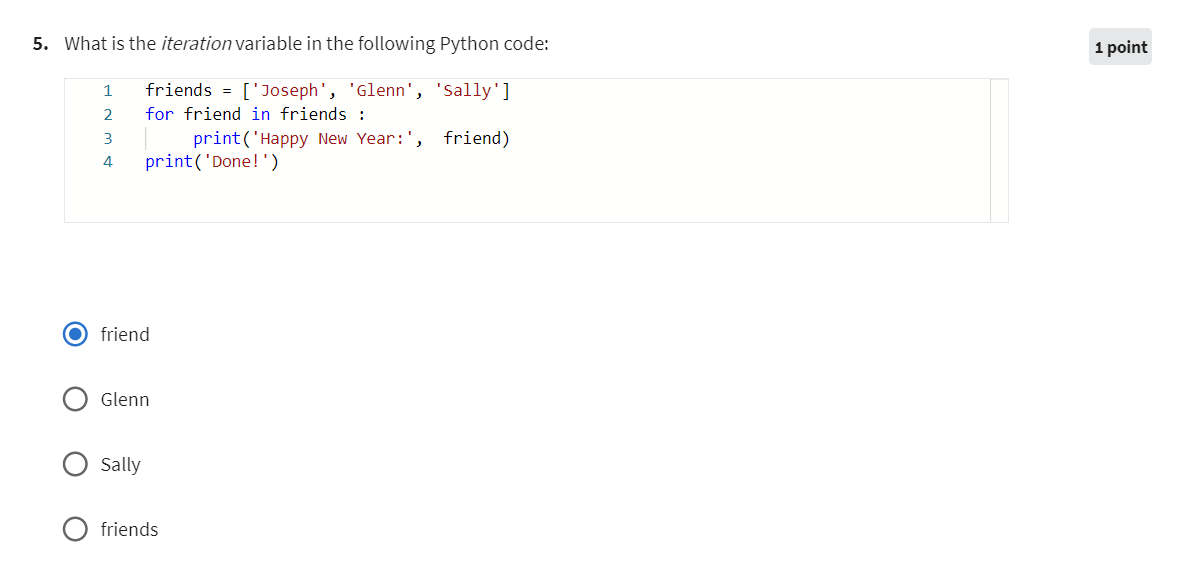 5. What is the iteration variable in the following Python code:
1 point
1 friends = ['Joseph', 'Glenn', 'Sally']
2 for friend in friends :
3 print('Happy New Year:', friend)
4 print('Done!')
friend
Glenn
Sally
friends